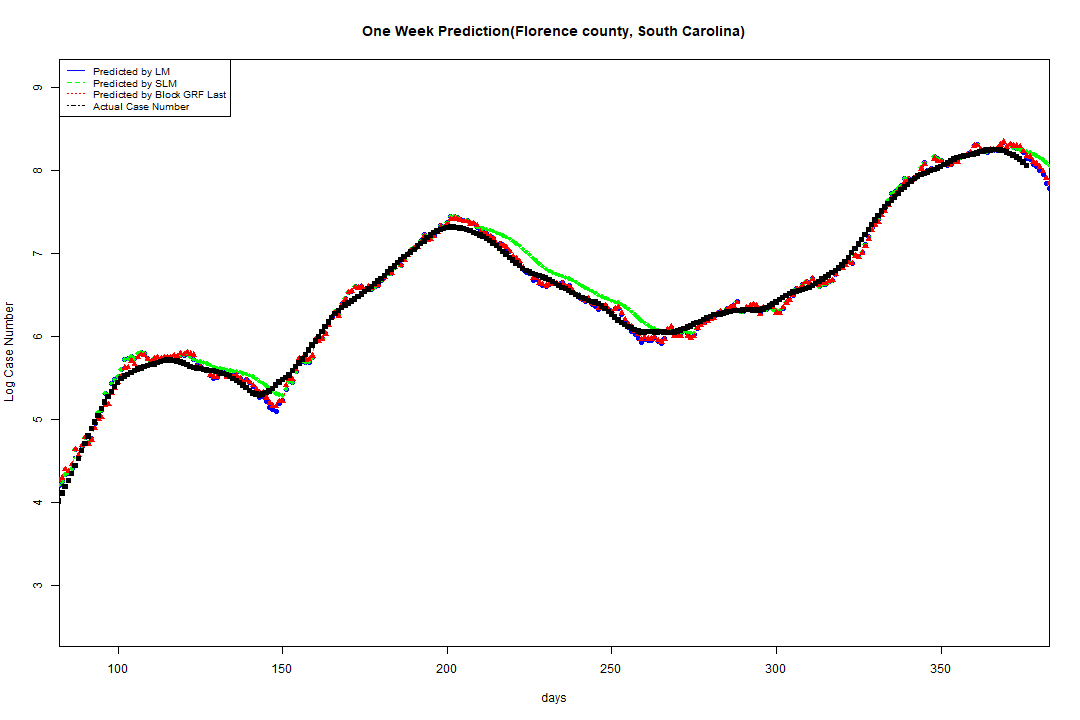 One Week Prediction(Florence county, South Carolina)
Predicted by LM
Predicted by SLM
Predicted by Block GRF Last
Actual Case Number
9
8
7
6
5
4
3
Log Case Number
100 150 200 250 300 350
days